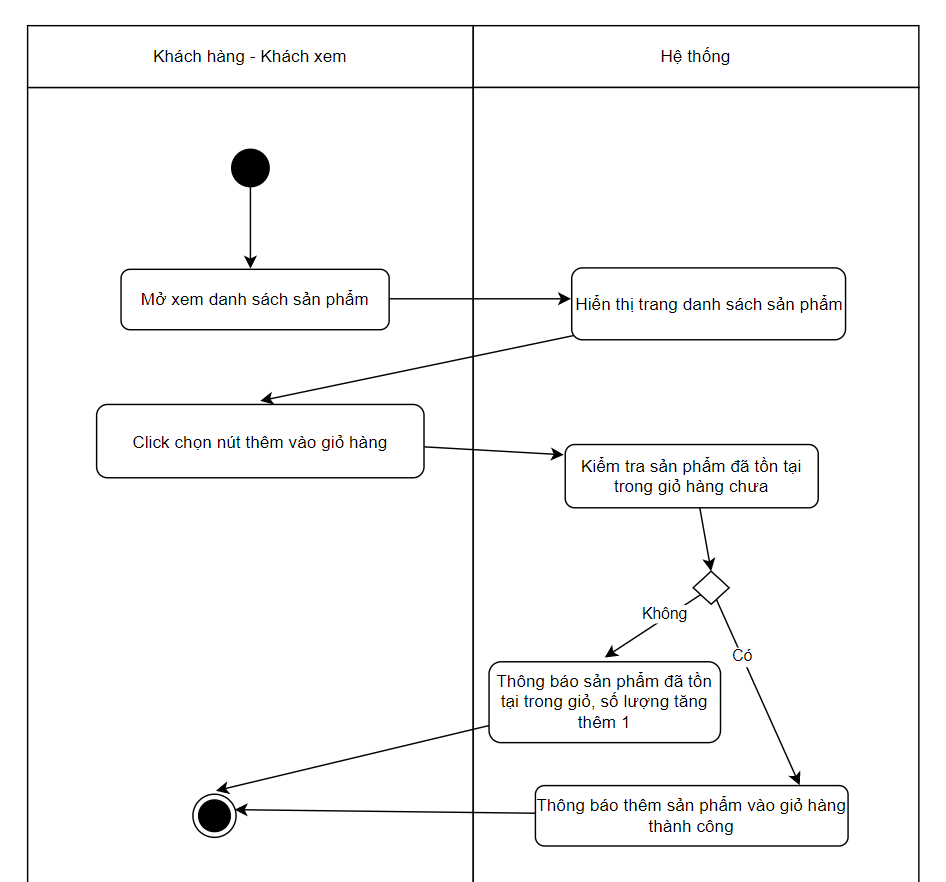 Khách hàng - Khách xem
Hệ thống
Mở xem danh sách sản phẩm
Hiển thị trang danh sách sản phẩm
Click chọn nút thêm vào giỏ hàng
Kiểm tra sản phẩm đã tồn tại
trong giỏ hàng chưa
Không
Có
Thông báo sản phẩm đã tồn
tại trong giỏ, số lượng tăng
thêm 1
Thông báo thêm sản phẩm vào giỏ hàng
thành công